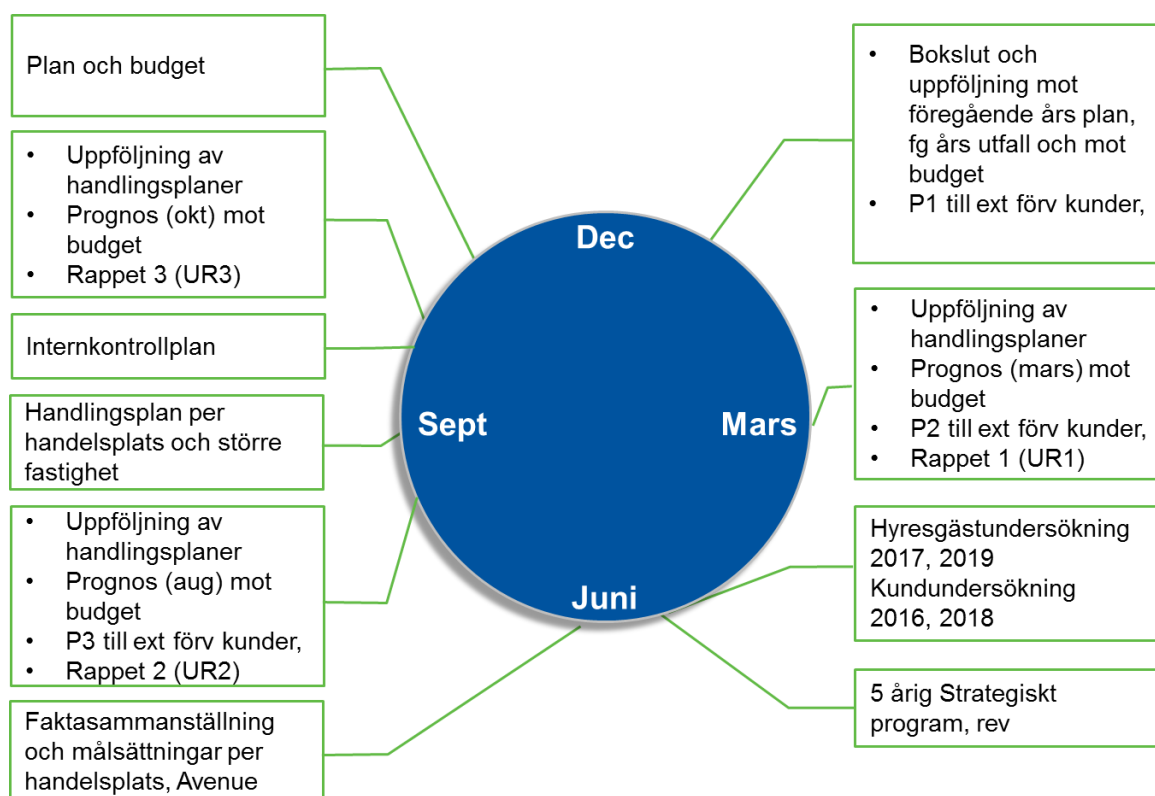 Plan och budget
• Uppföljning av
handlingsplaner
• Prognos (okt) mot
budget
• Rappet 3 (UR3)
Internkontrollplan
Handlingsplan per
handelsplats och större
fastighet
• Uppföljning av
handlingsplaner
• Prognos (aug) mot
budget
• P3 till ext förv kunder,
• Rappet 2 (UR2)
Faktasammanställning
och målsättningar per
handelsplats, Avenue
Dec
Sept
Mars
Juni
• Bokslut och
uppföljning mot
föregående års plan,
fg års utfall och mot
budget
• P1 till ext förv kunder,
• Uppföljning av
handlingsplaner
• Prognos (mars) mot
budget
• P2 till ext förv kunder,
• Rappet 1 (UR1)
Hyresgästundersökning
2017, 2019
Kundundersökning
2016, 2018
5 årig Strategiskt
program, rev